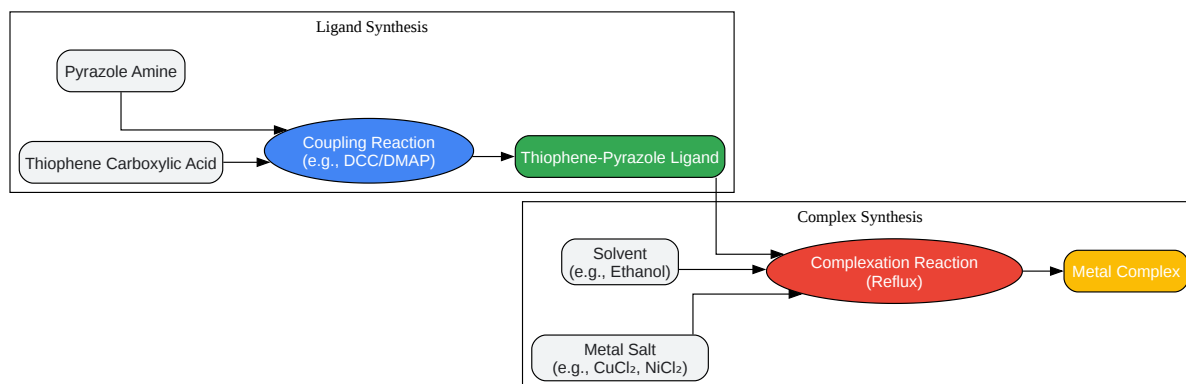 Ligand Synthesis
Pyrazole Amine
Thiophene Carboxylic Acid
Coupling Reaction
(e.g., DCC/DMAP)
Thiophene-Pyrazole Ligand
Complex Synthesis
Solvent
(e.g., Ethanol)
Complexation Reaction
(Reflux)
Metal Complex
Metal Salt
(e.g., CuCl₂, NiCl₂)